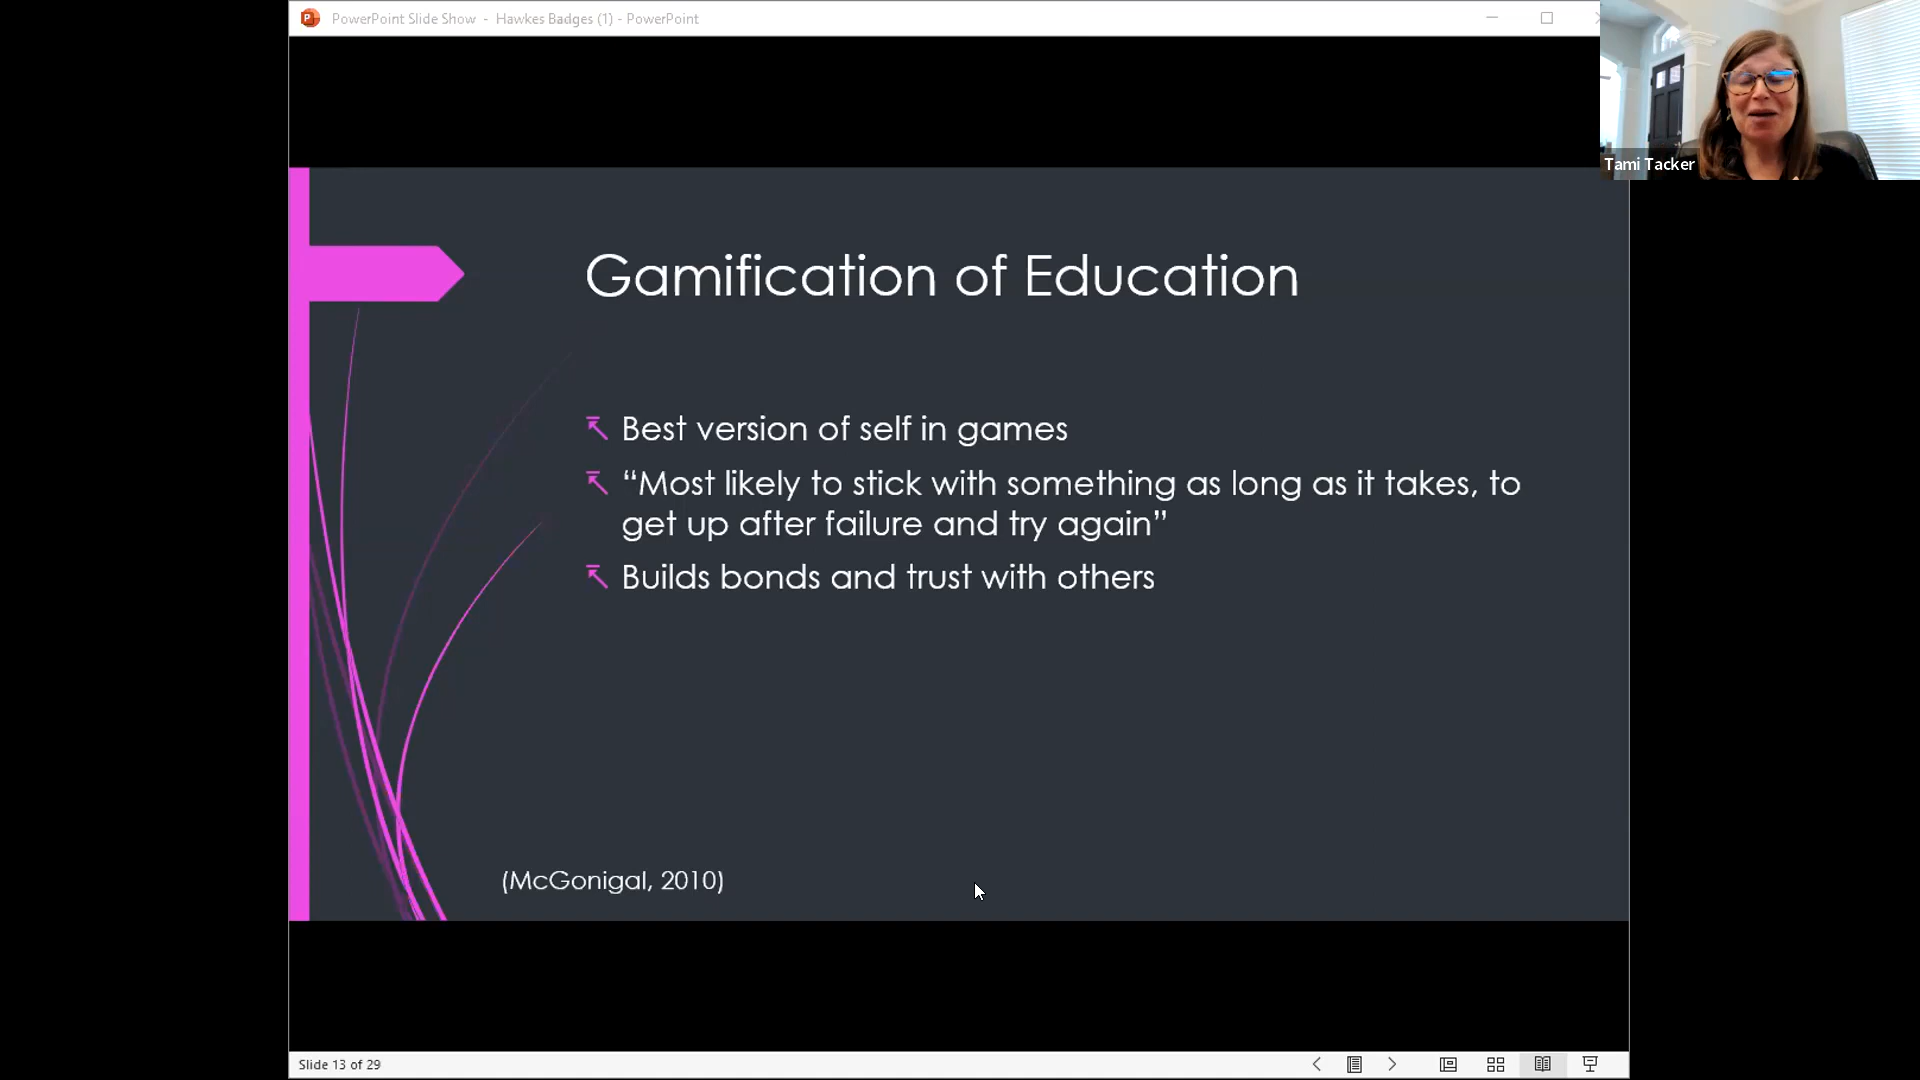 PowerPoint Slide Show - Hawkes Badges (1) - PowerPoint
Tami Tacker
Gamification of Education
Best version of self in games
“Most likely to stick with something as long as it takes, to
get up after failure and try again”
Builds bonds and trust with others
(McGonigal, 2010)
Slide 13 of 29